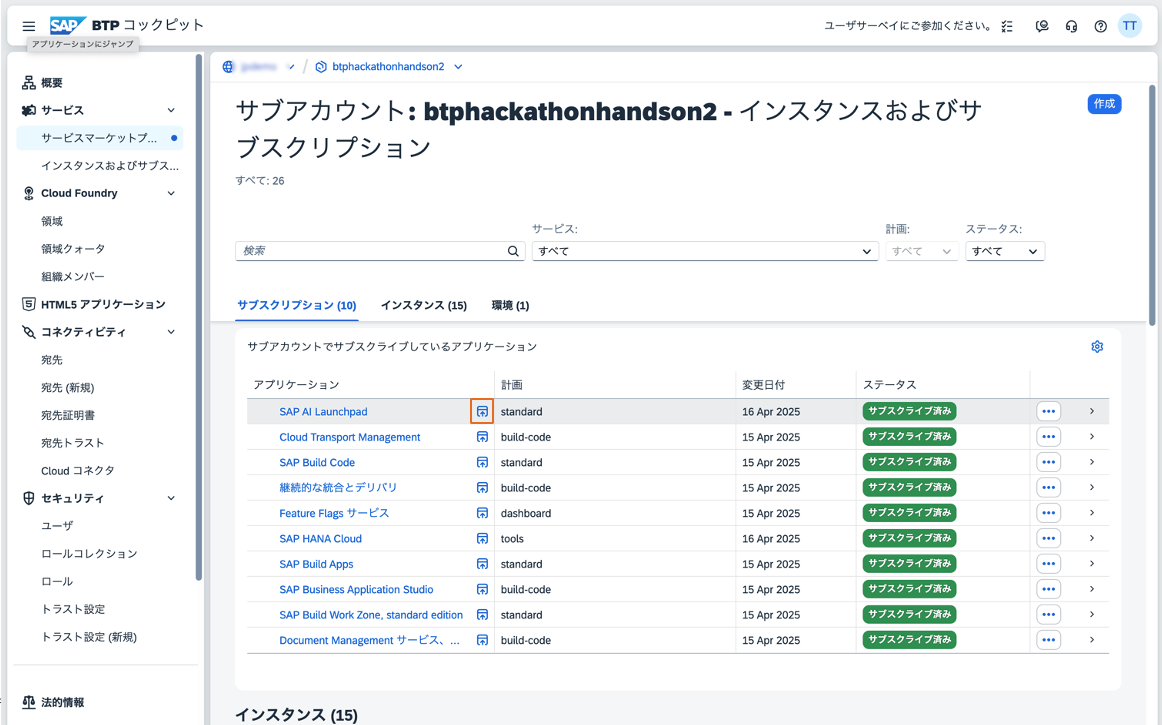 SAP BTP コックピット
ユーザサーベイにご参加ください。
TT
アプリケーションにジャンプ
概要
サービス
サービスマーケットプ...
インスタンスおよびサブス...
Cloud Foundry
領域
領域クォータ
組織メンバー
HTML5 アプリケーション
コネクティビティ
宛先
宛先 (新規)
宛先証明書
宛先トラスト
Cloud コネクタ
セキュリティ
ユーザ
ロールコレクション
ロール
トラスト設定
トラスト設定 (新規)
法的情報
/ btphackathonhandson2
サブアカウント: btphackathonhandson2 - インスタンスおよびサ
ブスクリプション
作成
すべて: 26
サービス: 計画: ステータス:
検索 すべて すべて すべて
サブスクリプション (10) インスタンス (15) 環境 (1)
サブアカウントでサブスクライブしているアプリケーション
アプリケーション 計画 変更日付 ステータス
SAP AI Launchpad standard 16 Apr 2025 サブスクライブ済み
Cloud Transport Management build-code 15 Apr 2025 サブスクライブ済み
SAP Build Code standard 15 Apr 2025 サブスクライブ済み
継続的な統合とデリバリ build-code 15 Apr 2025 サブスクライブ済み
Feature Flags サービス dashboard 15 Apr 2025 サブスクライブ済み
SAP HANA Cloud tools 16 Apr 2025 サブスクライブ済み
SAP Build Apps standard 15 Apr 2025 サブスクライブ済み
SAP Business Application Studio build-code 15 Apr 2025 サブスクライブ済み
SAP Build Work Zone, standard edition standard 15 Apr 2025 サブスクライブ済み
Document Management サービス、... build-code 15 Apr 2025 サブスクライブ済み
インスタンス (15)